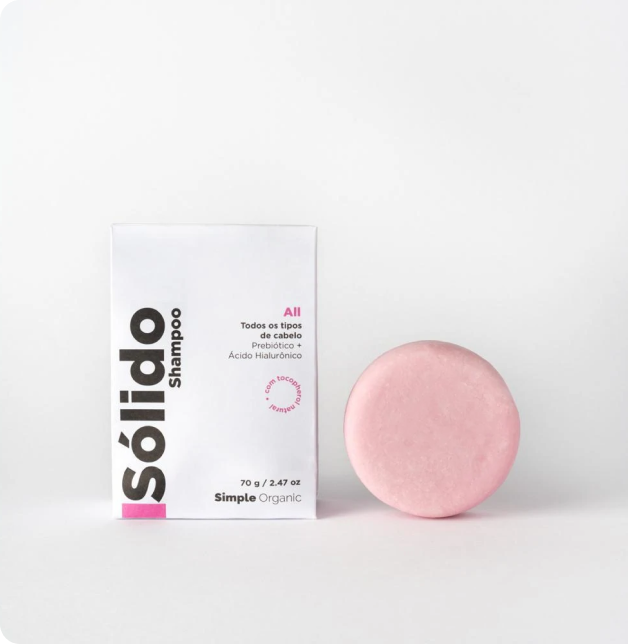 Sólido
Shampoo
All
Todos os tipos
de cabelo
Prebiótico +
Ácido Hialurônico
• com tocopherol natural
70 g / 2.47 oz
Simple Organic